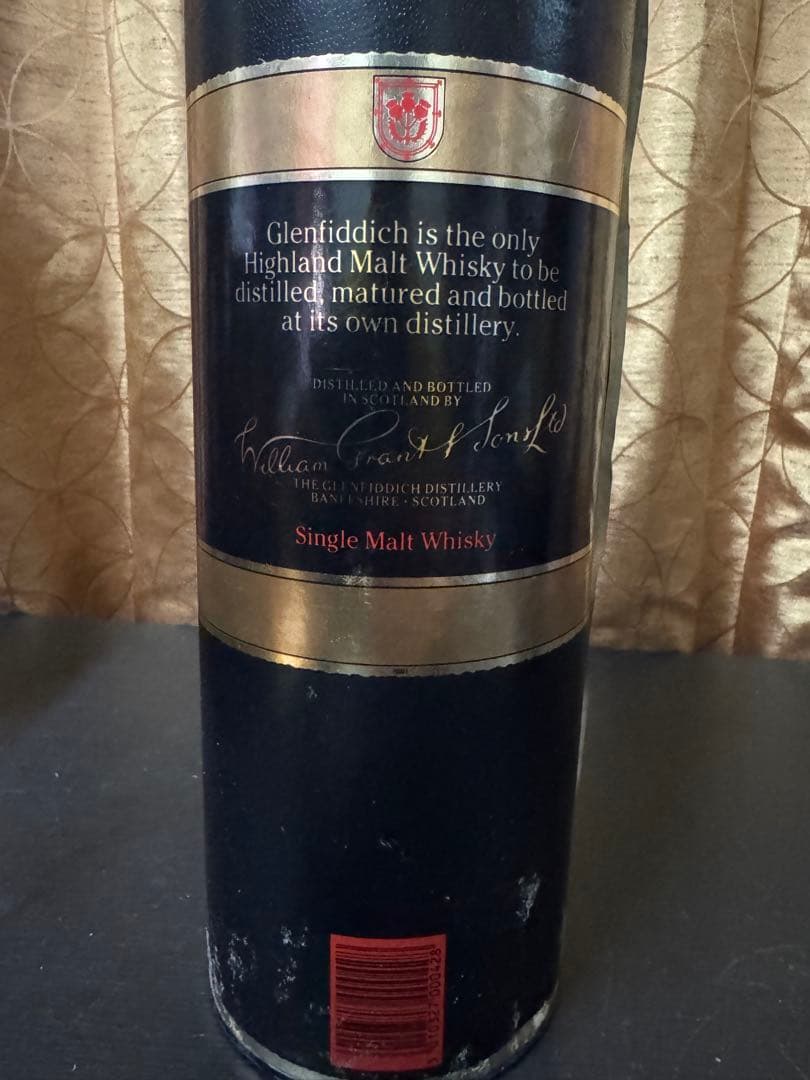 Glenfiddich is the only
Highland Malt Whisky to be
distilled, matured and bottled
at its own distillery.
DISTILLED AND BOTTLED
IN SCOTLAND BY
William Grant & Sons Ltd
THE GLENFIDDICH DISTILLERY
BANFFSHIRE · SCOTLAND
Single Malt Whisky